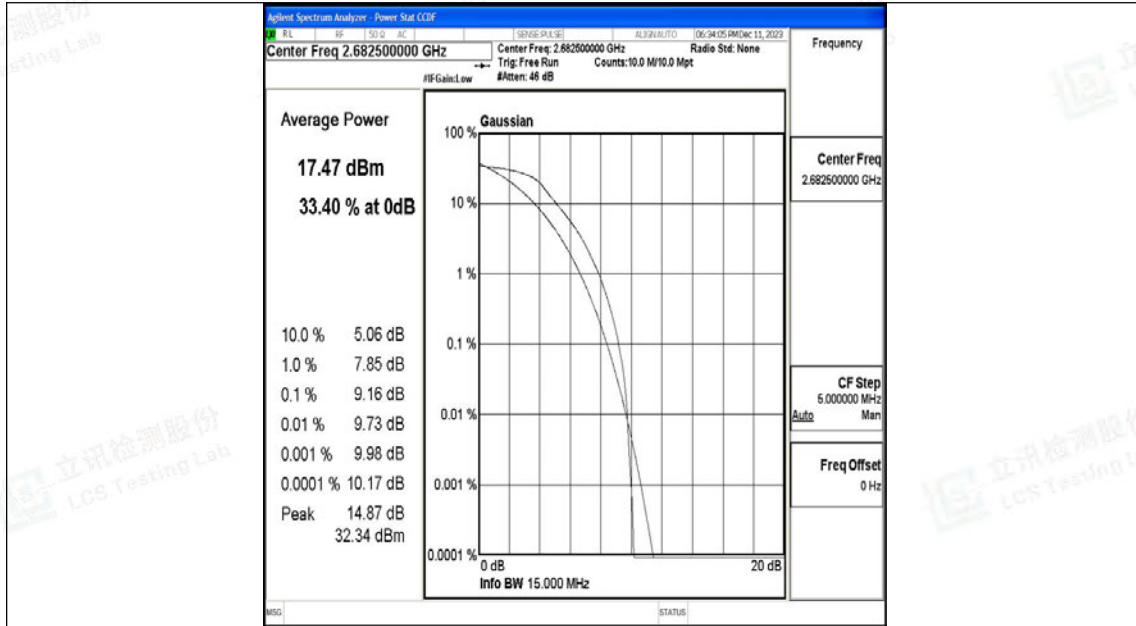 Agilent Spectrum Analyzer - Power Stat CCDF
RL RF 50 Ω AC SENSE:PULSE ALIGNAUTO 06:34:05 PM Dec 11, 2023
Center Freq 2.682500000 GHz
Center Freq: 2.682500000 GHz Radio Std: None
Trig: Free Run Counts:10.0 M/10.0 Mpt
#IFGain:Low #Atten: 46 dB
Frequency
Average Power
17.47 dBm
33.40 % at 0dB
10.0 % 5.06 dB
1.0 % 7.85 dB
0.1 % 9.16 dB
0.01 % 9.73 dB
0.001 % 9.98 dB
0.0001 % 10.17 dB
Peak 14.87 dB
32.34 dBm
Gaussian
100 %
10 %
1 %
0.1 %
0.01 %
0.001 %
0.0001 %
0 dB 20 dB
Info BW 15.000 MHz
Center Freq
2.682500000 GHz
CF Step
5.000000 MHz
Auto Man
Freq Offset
0 Hz
MSG STATUS
立讯检测股份
LCS Testing Lab
立讯检测股份
LCS Testing L